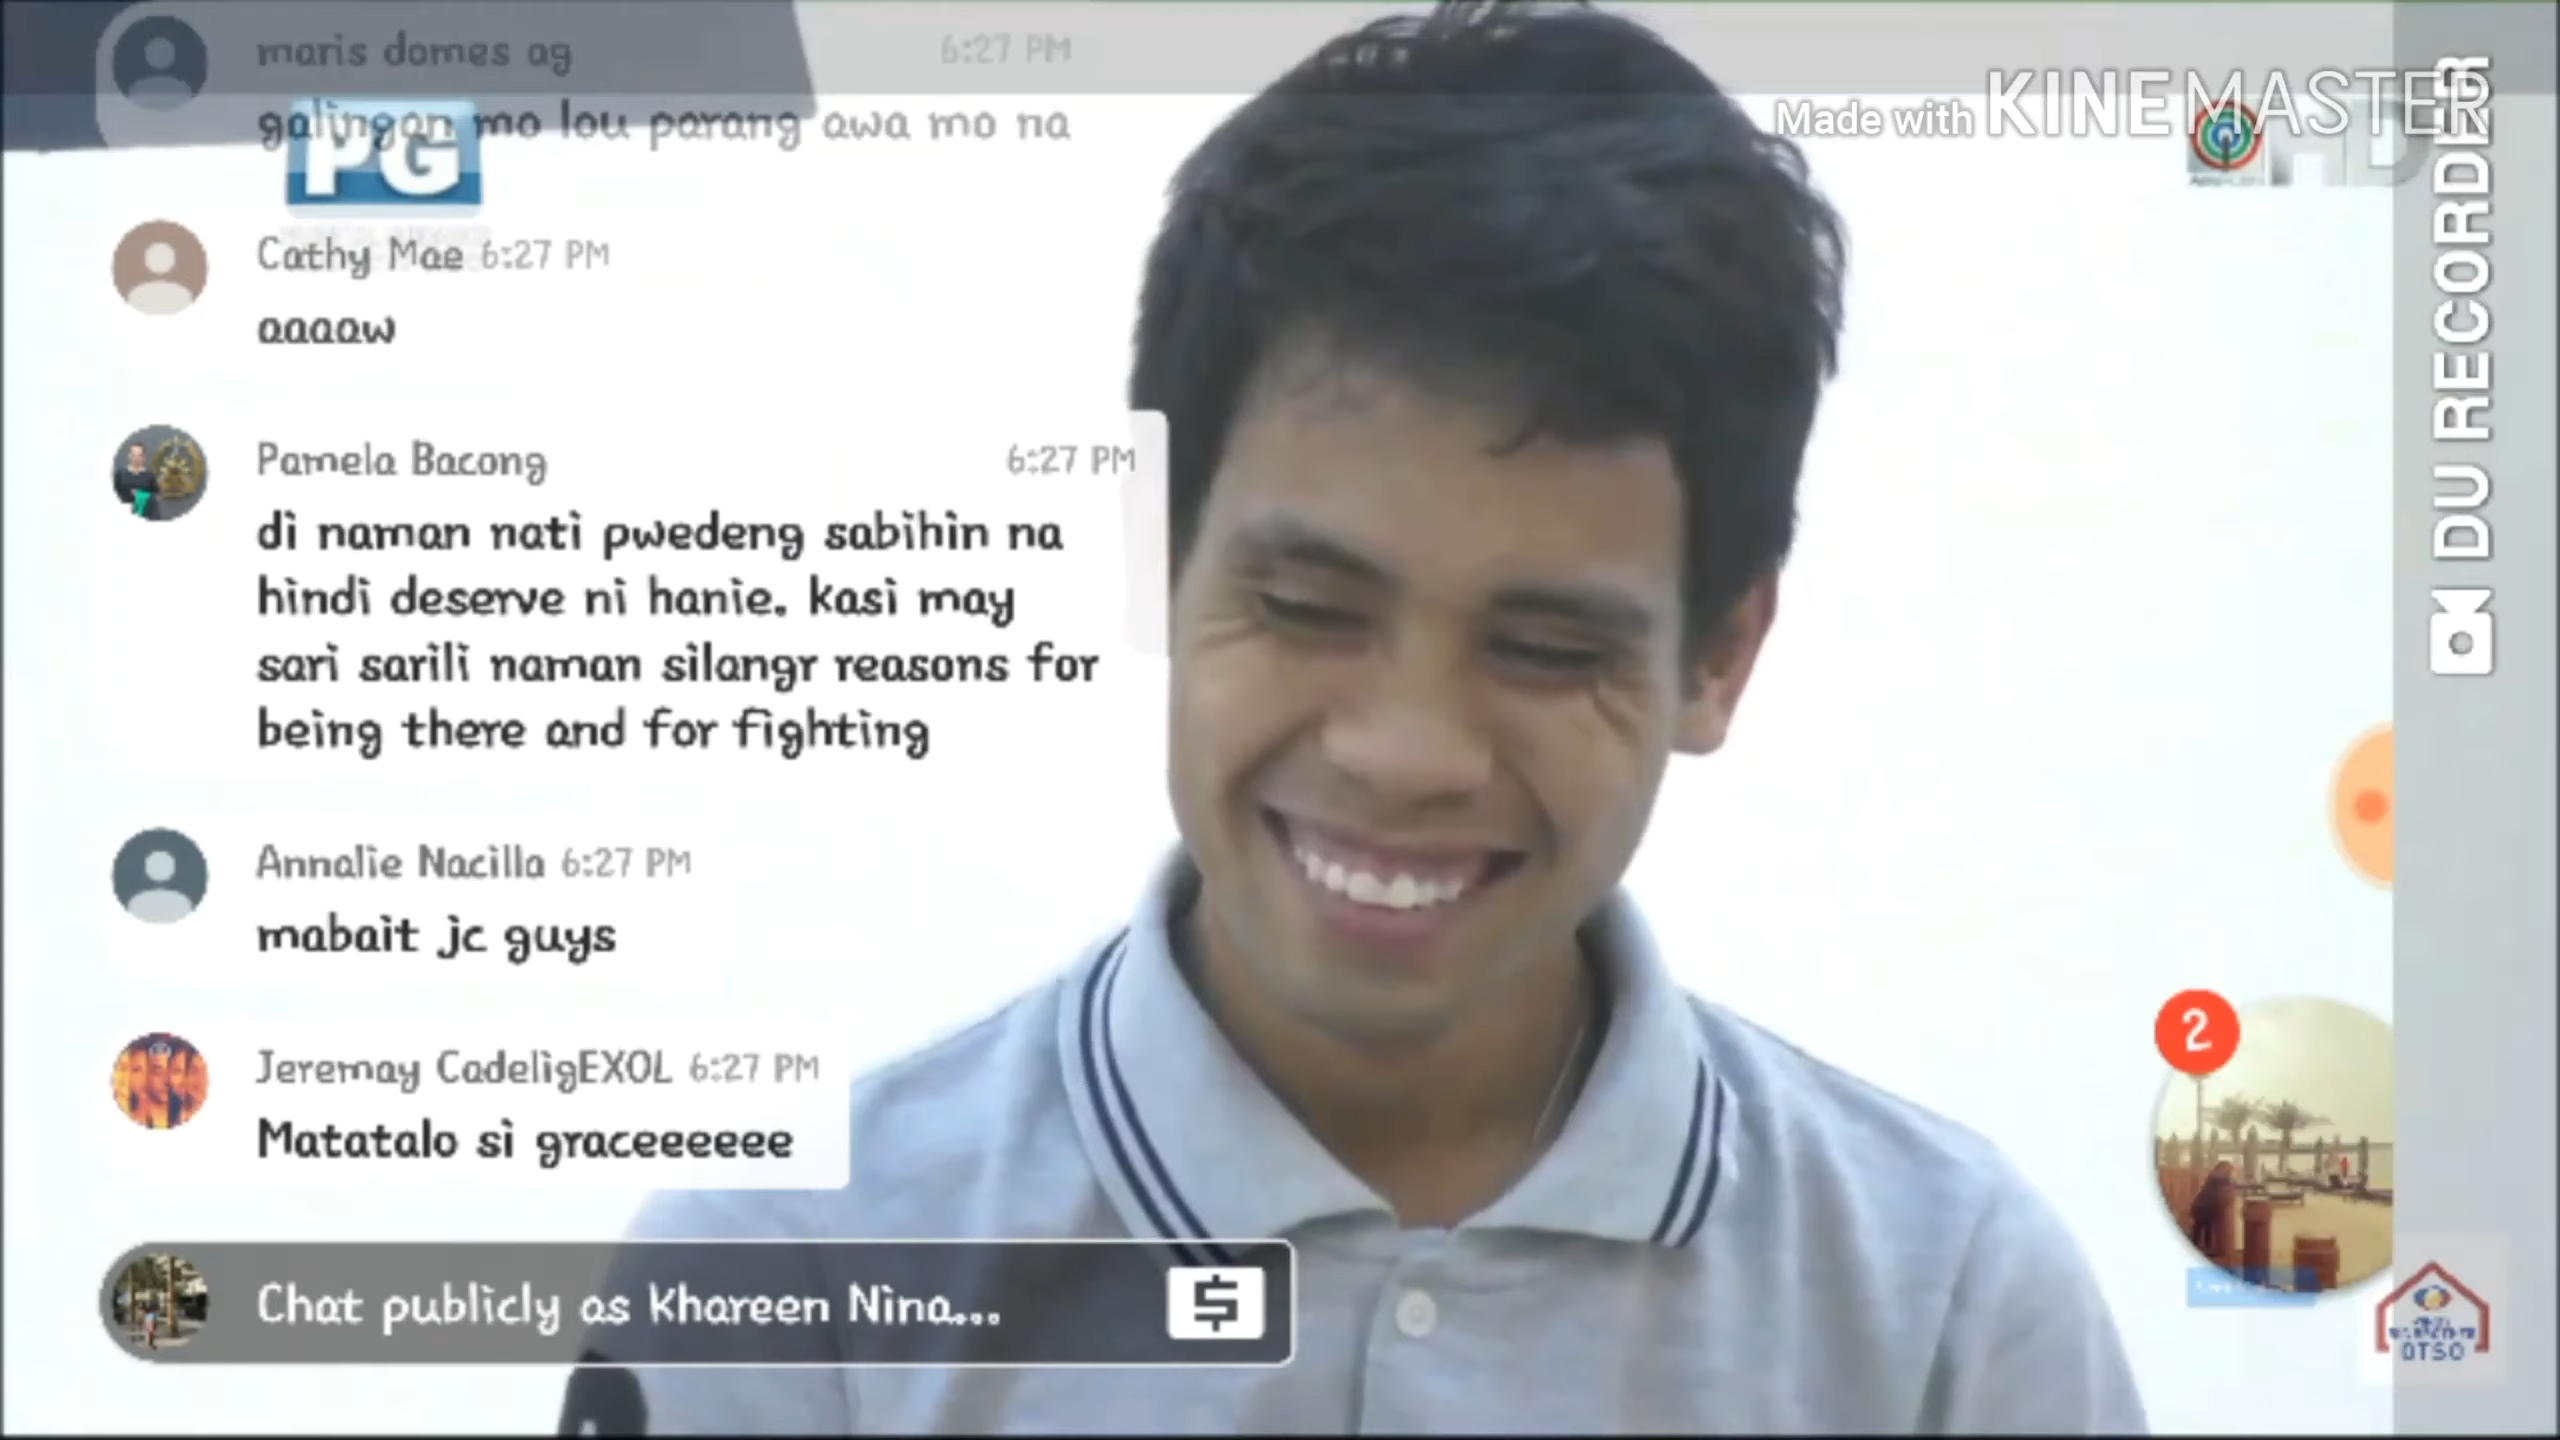 maris domes ag 6:27 PM
galingan mo lou parang awa mo na
PG
Cathy Mae 6:27 PM
aaaaw
Pamela Bacong 6:27 PM
di naman nati pwedeng sabihin na
hindi deserve ni hanie. kasi may
sari sarili naman silangr reasons for
being there and for fighting
Annalie Nacilla 6:27 PM
mabait jc guys
Jeremay CadeligEXOL 6:27 PM
Matatalo si graceeeeee
Chat publicly as Khareen Nina...
$
Made with KINEMASTER
HD
DU RECORDER
2
OTSO